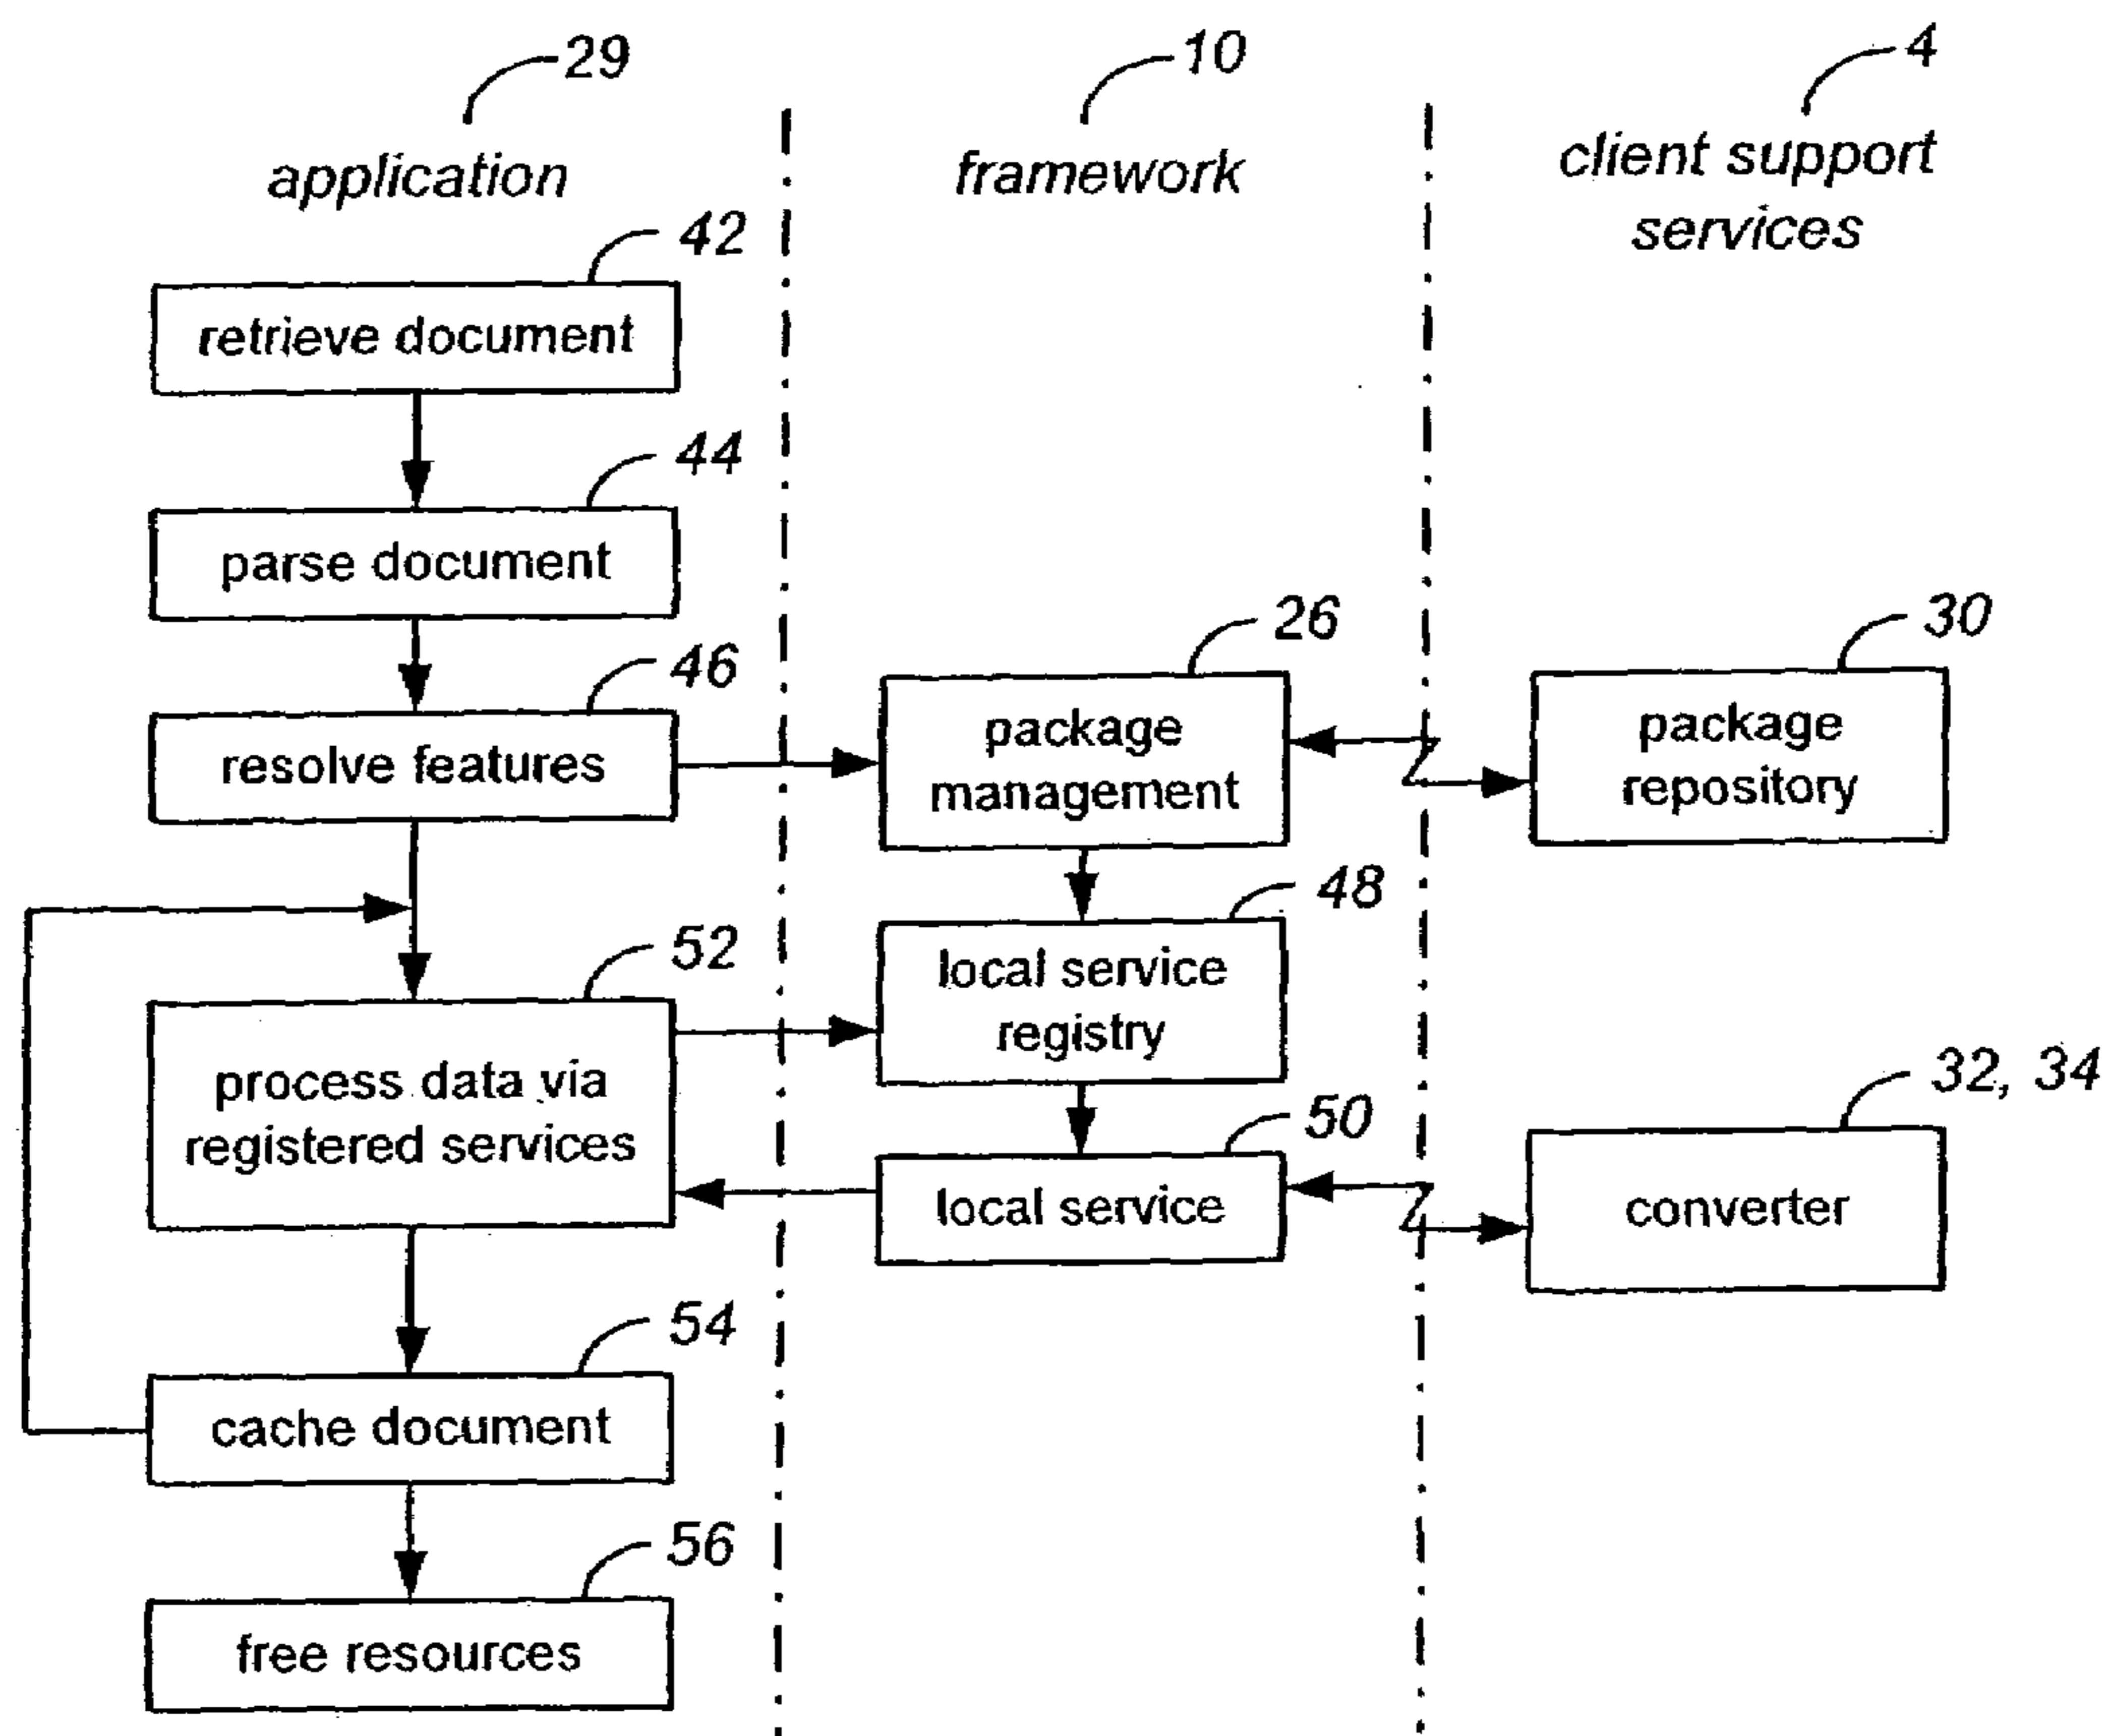 29
10
4
application
framework
client support
services
42
retrieve document
44
parse document
46
resolve features
26
package
management
30
package
repository
48
local service
registry
52
process data via
registered services
50
local service
32, 34
converter
54
cache document
56
free resources